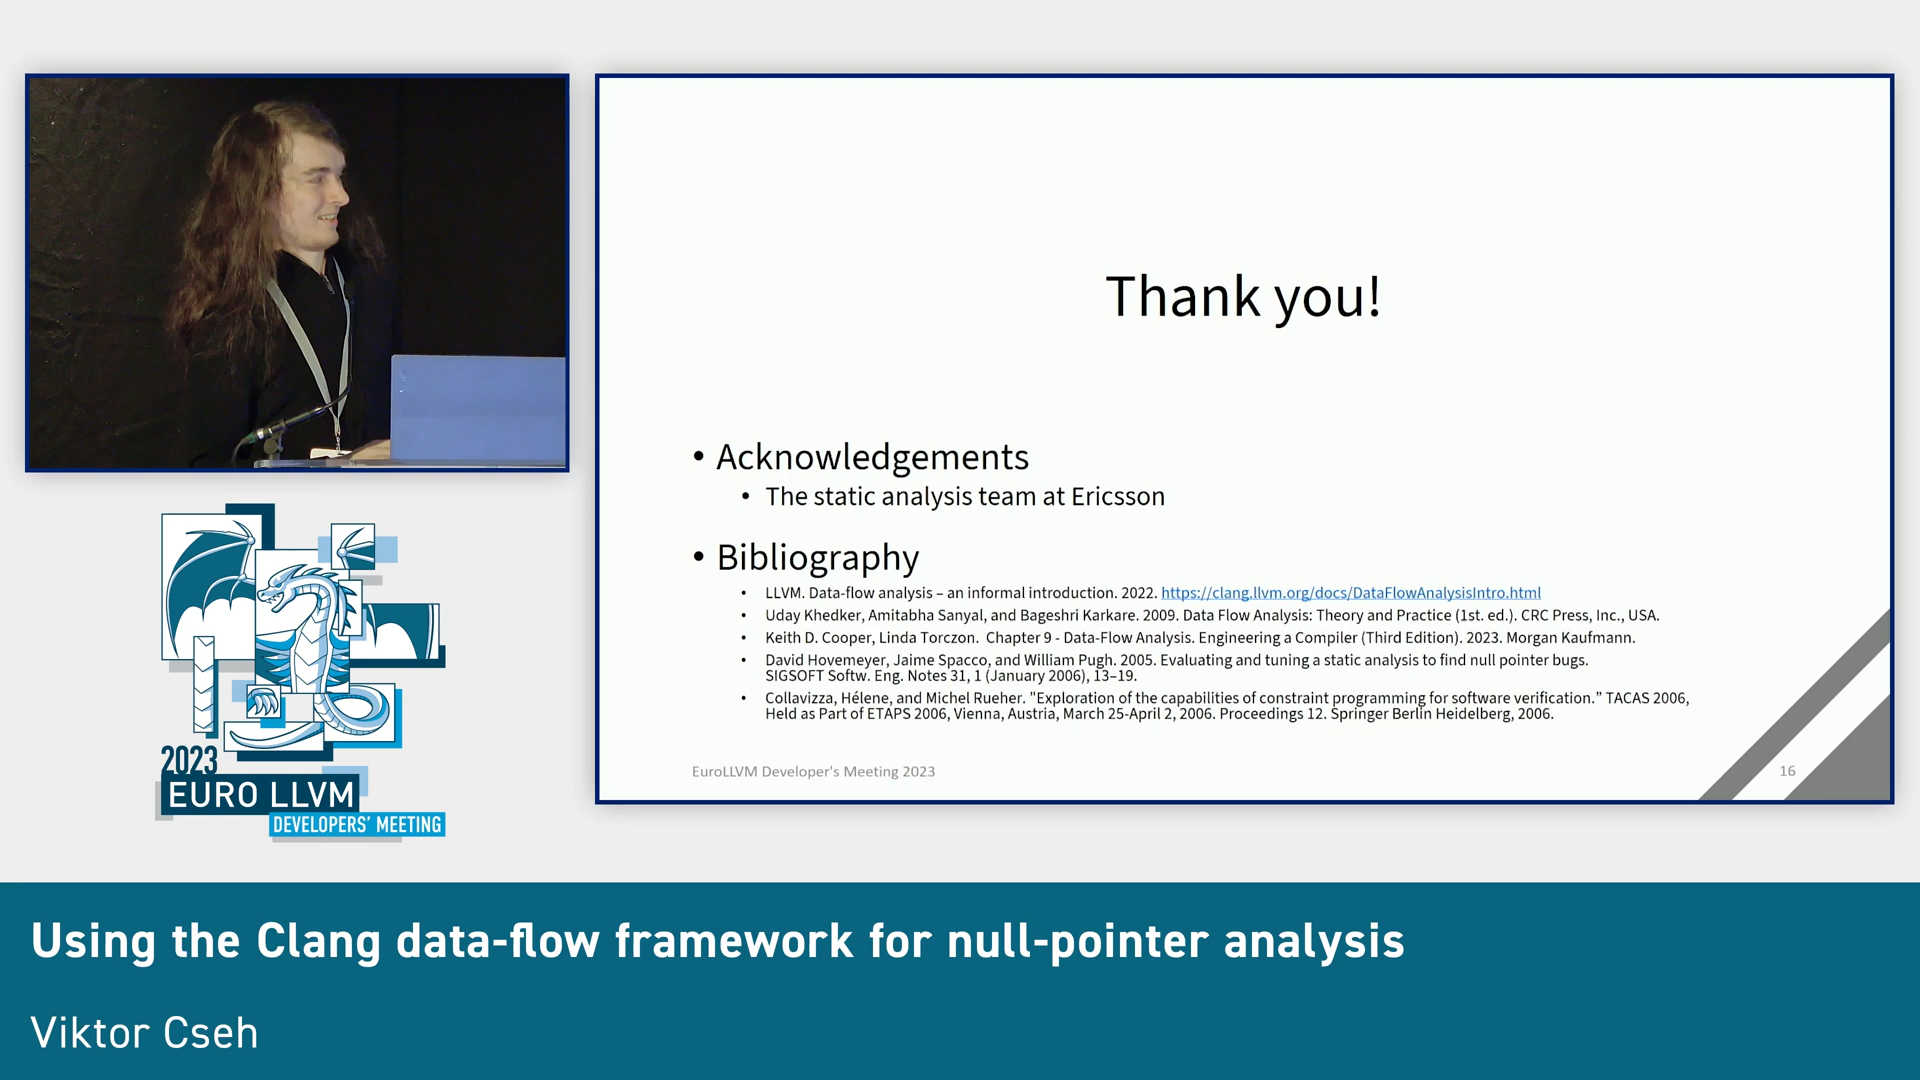 Thank you!
• Acknowledgements
• The static analysis team at Ericsson
• Bibliography
• LLVM. Data-flow analysis – an informal introduction. 2022. https://clang.llvm.org/docs/DataFlowAnalysisIntro.html
• Uday Khedker, Amitabha Sanyal, and Bageshri Karkare. 2009. Data Flow Analysis: Theory and Practice (1st. ed.). CRC Press, Inc., USA.
• Keith D. Cooper, Linda Torczon. Chapter 9 - Data-Flow Analysis. Engineering a Compiler (Third Edition). 2023. Morgan Kaufmann.
• David Hovemeyer, Jaime Spacco, and William Pugh. 2005. Evaluating and tuning a static analysis to find null pointer bugs.
SIGSOFT Softw. Eng. Notes 31, 1 (January 2006), 13–19.
• Collavizza, Hélene, and Michel Rueher. "Exploration of the capabilities of constraint programming for software verification.” TACAS 2006,
Held as Part of ETAPS 2006, Vienna, Austria, March 25-April 2, 2006. Proceedings 12. Springer Berlin Heidelberg, 2006.
EuroLLVM Developer's Meeting 2023
16
2023
EURO LLVM
DEVELOPERS' MEETING
Using the Clang data-flow framework for null-pointer analysis
Viktor Cseh